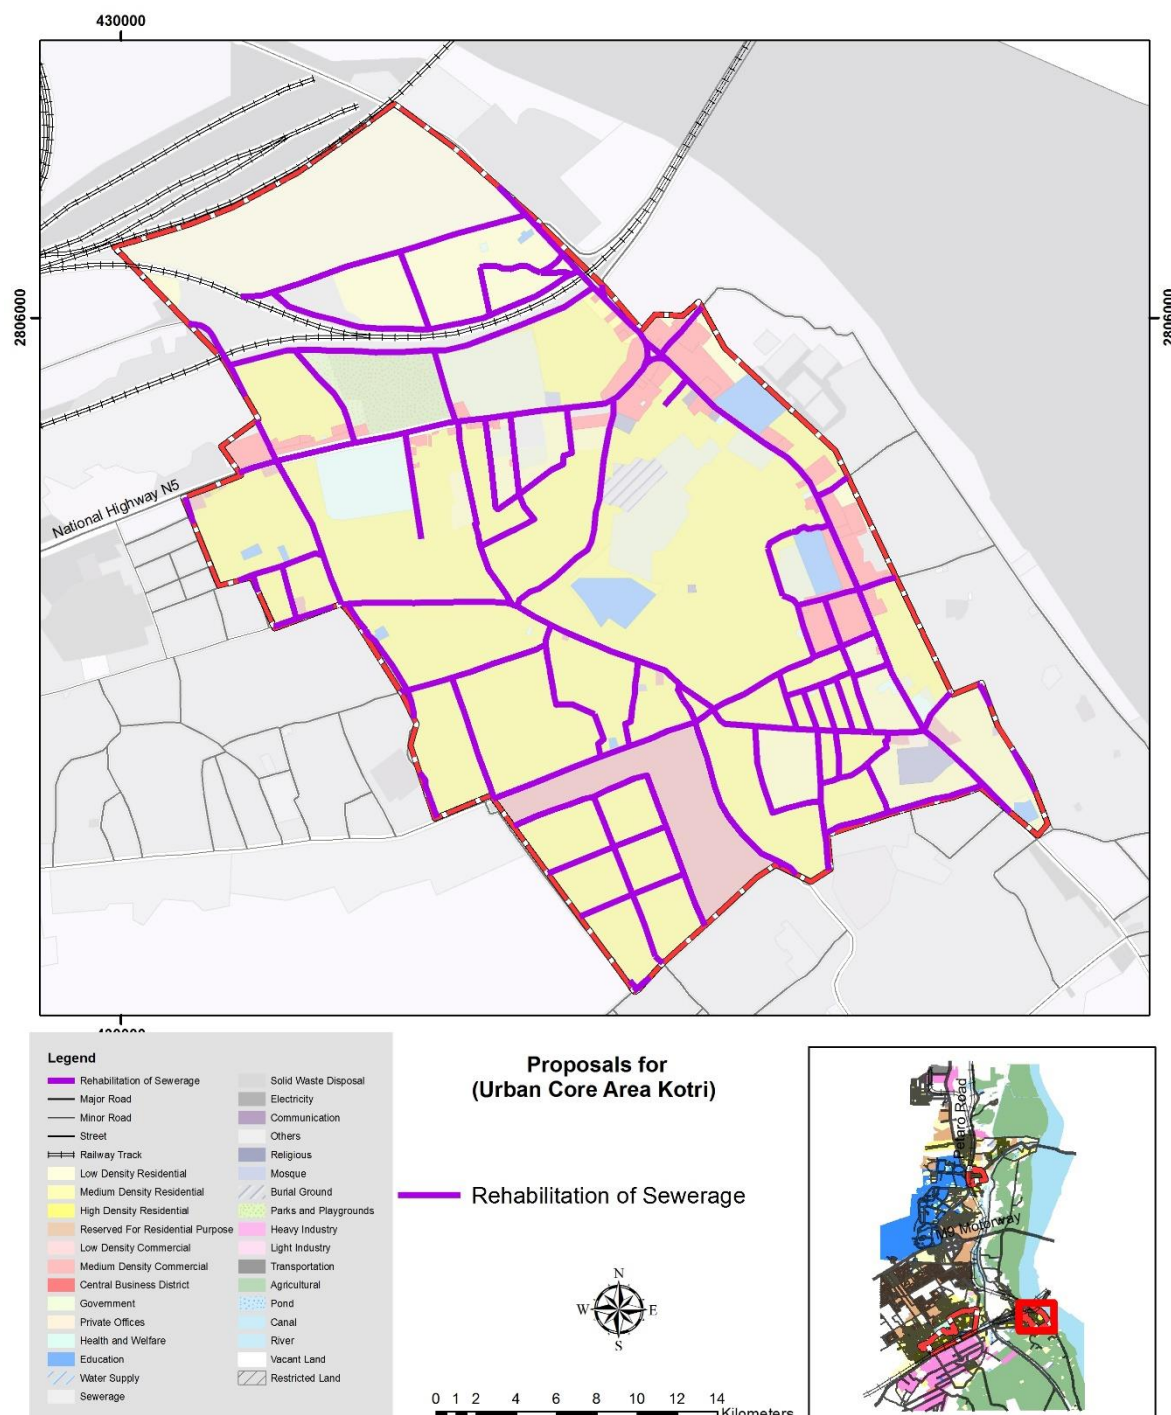 430000
2806000
2806000
National Highway N5
Legend
Rehabilitation of Sewerage
Major Road
Minor Road
Street
Railway Track
Low Density Residential
Medium Density Residential
High Density Residential
Reserved For Residential Purpose
Low Density Commercial
Medium Density Commercial
Central Business District
Government
Private Offices
Health and Welfare
Education
Water Supply
Sewerage
Solid Waste Disposal
Electricity
Communication
Others
Religious
Mosque
Burial Ground
Parks and Playgrounds
Heavy Industry
Light Industry
Transportation
Agricultural
Pond
Canal
River
Vacant Land
Restricted Land
Proposals for
(Urban Core Area Kotri)
Rehabilitation of Sewerage
N
W E
S
0 1 2 4 6 8 10 12 14
Kilometers
Petaro Road
M9 Motorway